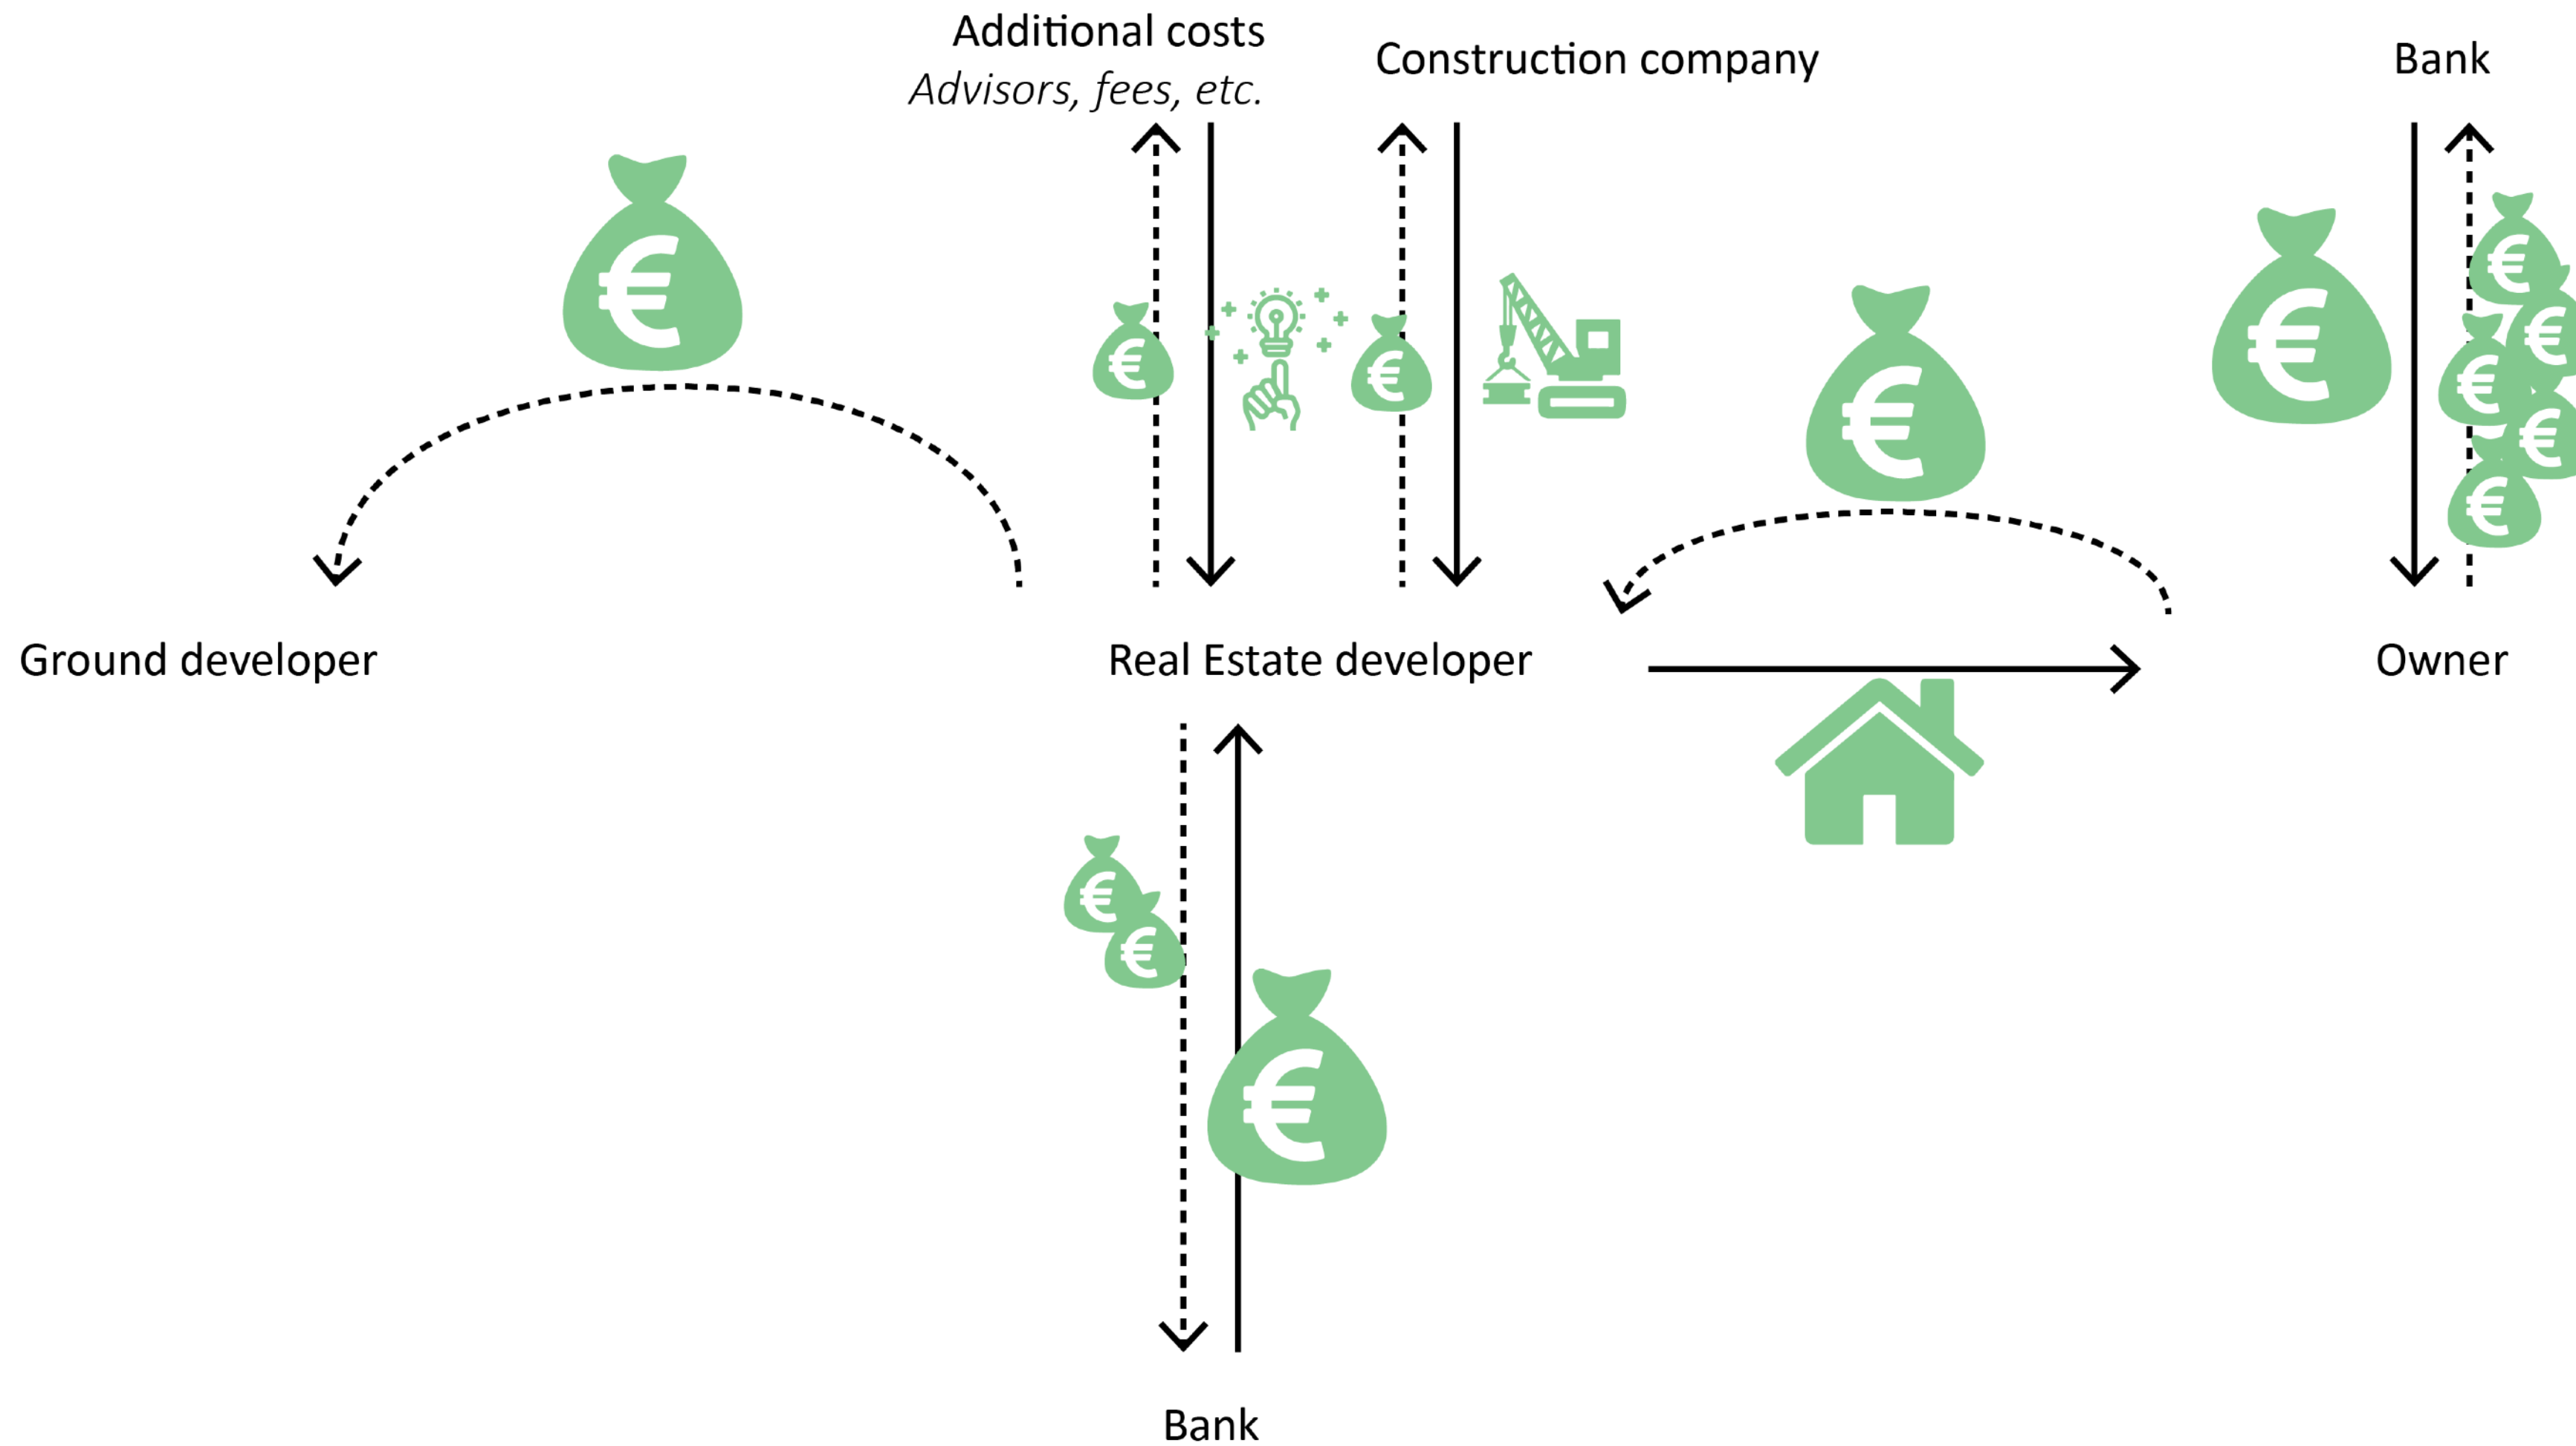 Additional costs
Advisors, fees, etc.
Construction company
Bank
€
€
€
€
€
€
€
€
€
€
Ground developer
Real Estate developer
Owner
€
€
€
Bank